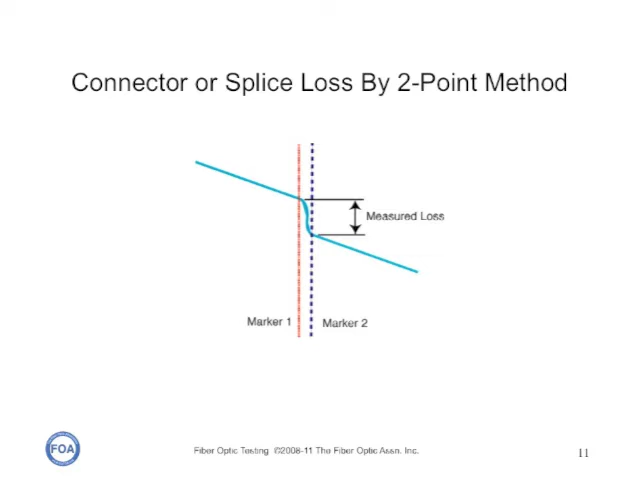 Connector or Splice Loss By 2-Point Method
Measured Loss
Marker 1
Marker 2
FOA
Fiber Optic Testing ©2008-11 The Fiber Optic Assn. Inc.
11